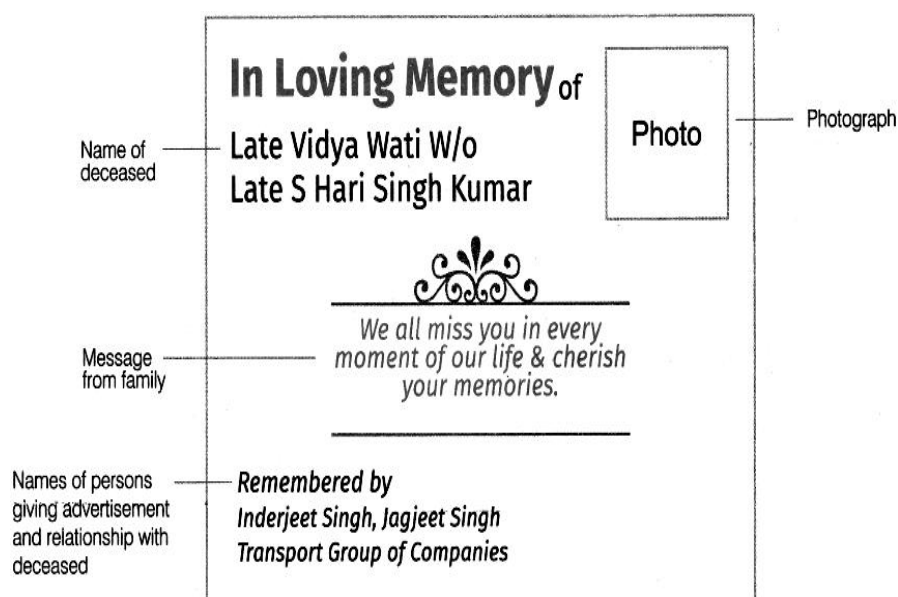 In Loving Memory of
Late Vidya Wati W/o
Late S Hari Singh Kumar
Photo
Photograph
Name of
deceased
We all miss you in every
moment of our life & cherish
your memories.
Message
from family
Remembered by
Inderjeet Singh, Jagjeet Singh
Transport Group of Companies
Names of persons
giving advertisement
and relationship with
deceased